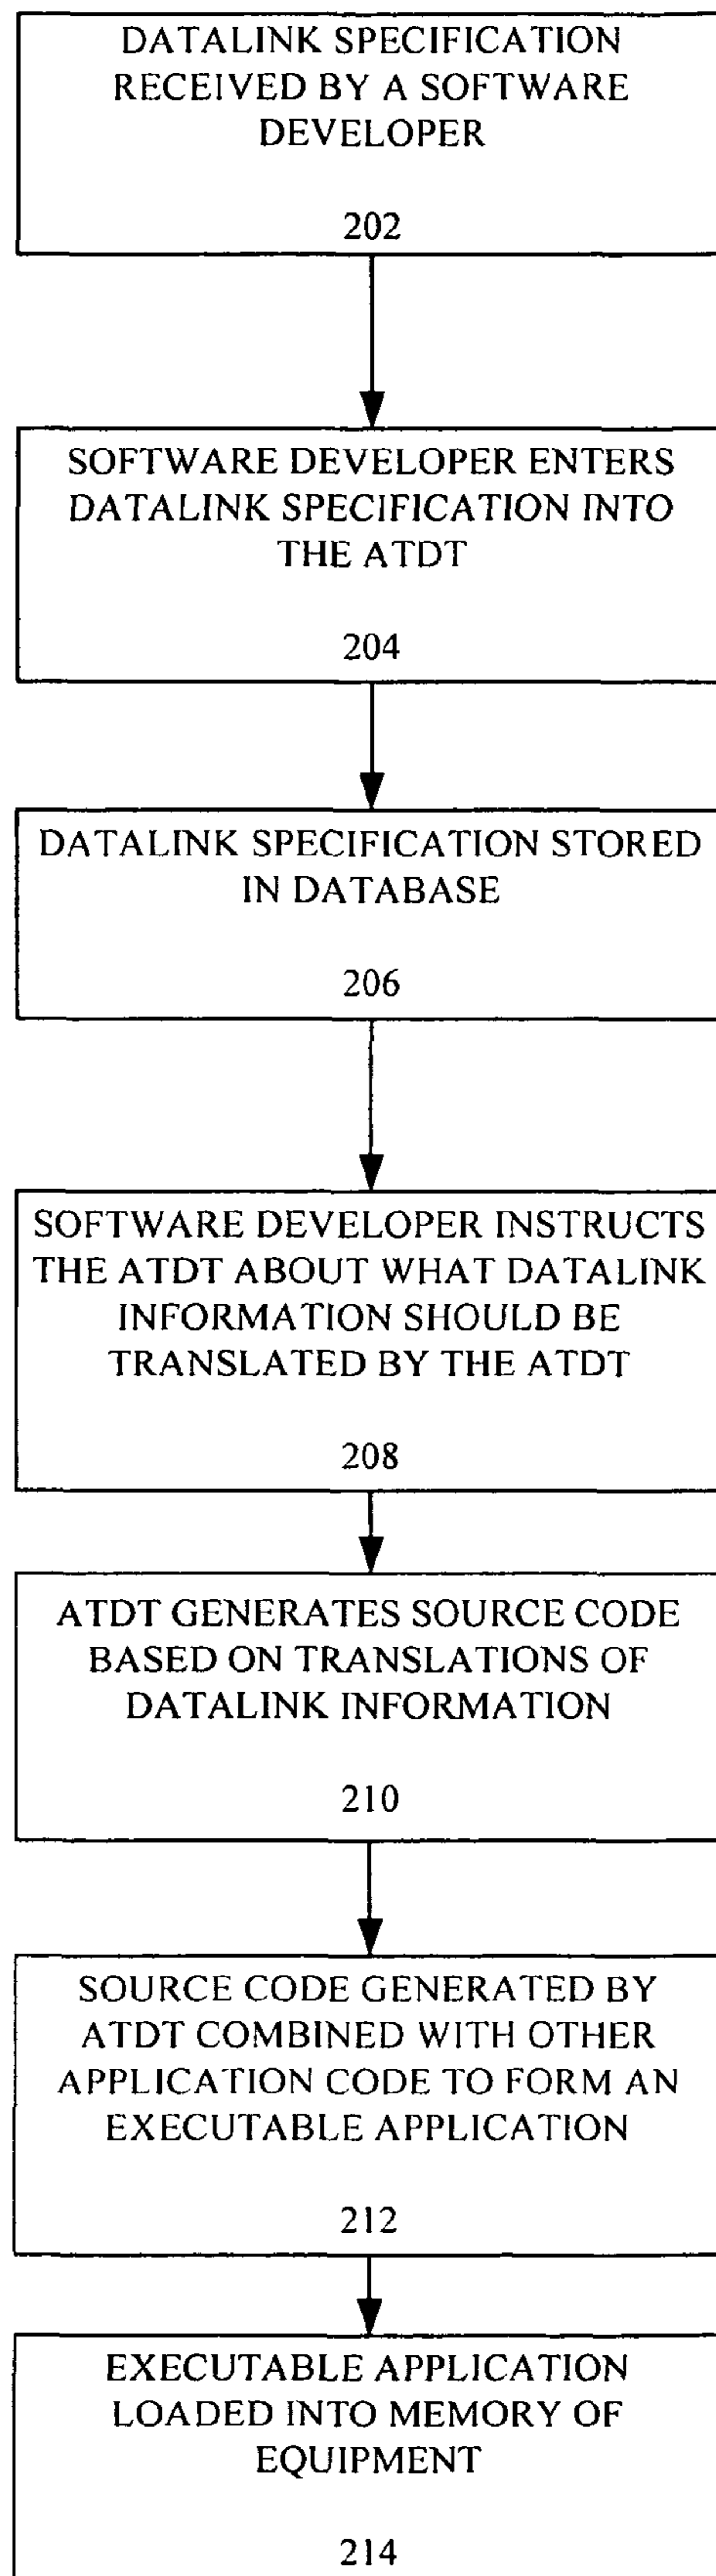 DATALINK SPECIFICATION
RECEIVED BY A SOFTWARE
DEVELOPER
202
SOFTWARE DEVELOPER ENTERS
DATALINK SPECIFICATION INTO
THE ATDT
204
DATALINK SPECIFICATION STORED
IN DATABASE
206
SOFTWARE DEVELOPER INSTRUCTS
THE ATDT ABOUT WHAT DATALINK
INFORMATION SHOULD BE
TRANSLATED BY THE ATDT
208
ATDT GENERATES SOURCE CODE
BASED ON TRANSLATIONS OF
DATALINK INFORMATION
210
SOURCE CODE GENERATED BY
ATDT COMBINED WITH OTHER
APPLICATION CODE TO FORM AN
EXECUTABLE APPLICATION
212
EXECUTABLE APPLICATION
LOADED INTO MEMORY OF
EQUIPMENT
214